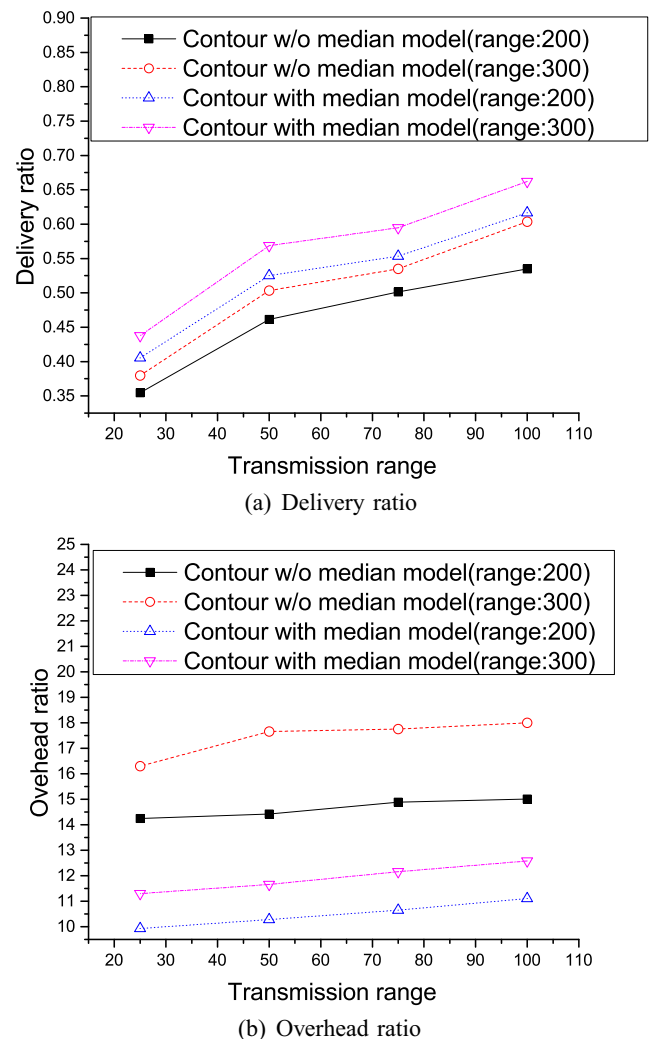 0.90
0.85
0.80
0.75
0.70
0.65
0.60
0.55
0.50
0.45
0.40
0.35
Delivery ratio
Contour w/o median model(range:200)
Contour w/o median model(range:300)
Contour with median model(range:200)
Contour with median model(range:300)
20 30 40 50 60 70 80 90 100 110
Transmission range
(a) Delivery ratio
25
24
23
22
21
20
19
18
17
16
15
14
13
12
11
10
Ovehead ratio
Contour w/o median model(range:200)
Contour w/o median model(range:300)
Contour with median model(range:200)
Contour with median model(range:300)
20 30 40 50 60 70 80 90 100 110
Transmission range
(b) Overhead ratio